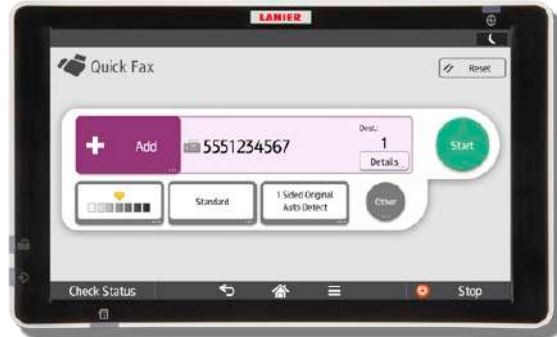 LANIER
Quick Fax
Reset
Add
5551234567
Dest.:
1
Details
Start
Standard
1 Sided Original
Auto Detect
Other
Check Status
Stop